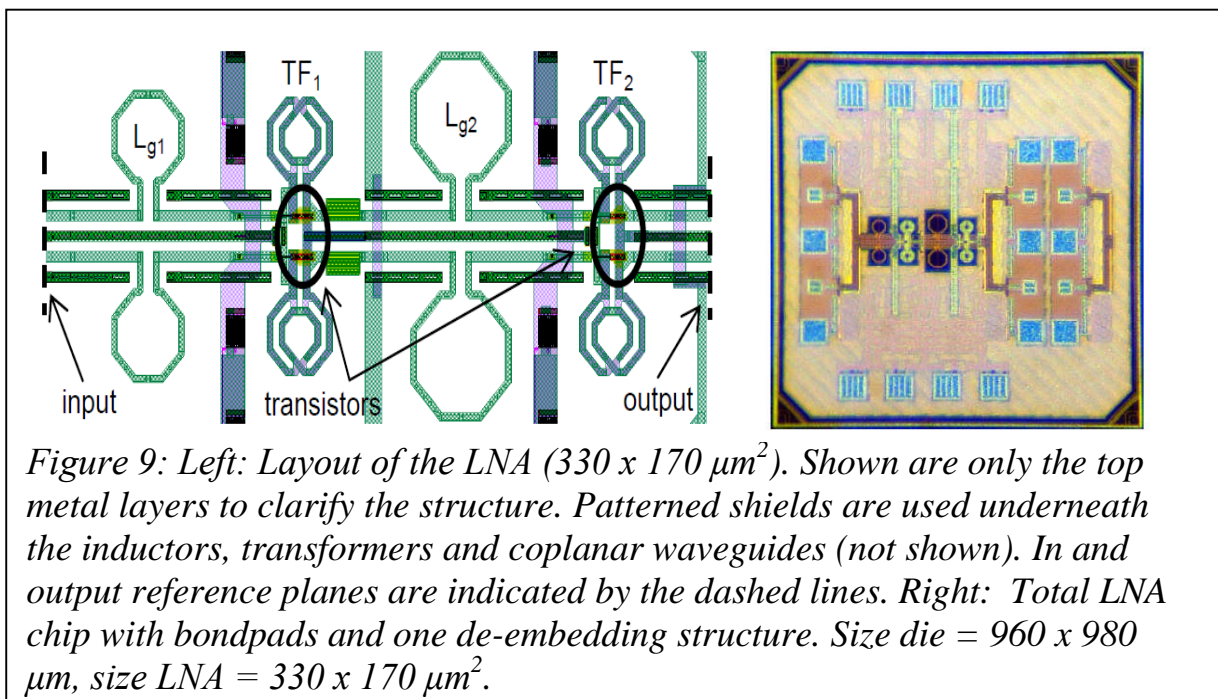 TF1
TF2
Lg1
Lg2
input
transistors
output
Figure 9: Left: Layout of the LNA (330 x 170 μm2). Shown are only the top
metal layers to clarify the structure. Patterned shields are used underneath
the inductors, transformers and coplanar waveguides (not shown). In and
output reference planes are indicated by the dashed lines. Right: Total LNA
chip with bondpads and one de-embedding structure. Size die = 960 x 980
μm, size LNA = 330 x 170 μm2.